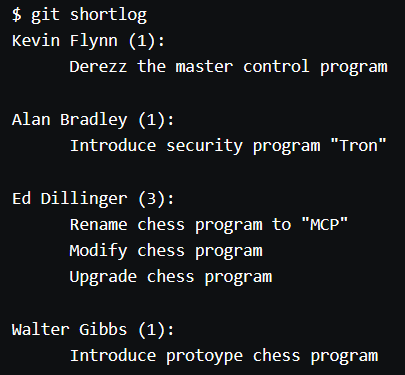 $ git shortlog
Kevin Flynn (1):
Derezz the master control program
Alan Bradley (1):
Introduce security program "Tron"
Ed Dillinger (3):
Rename chess program to "MCP"
Modify chess program
Upgrade chess program
Walter Gibbs (1):
Introduce protoype chess program